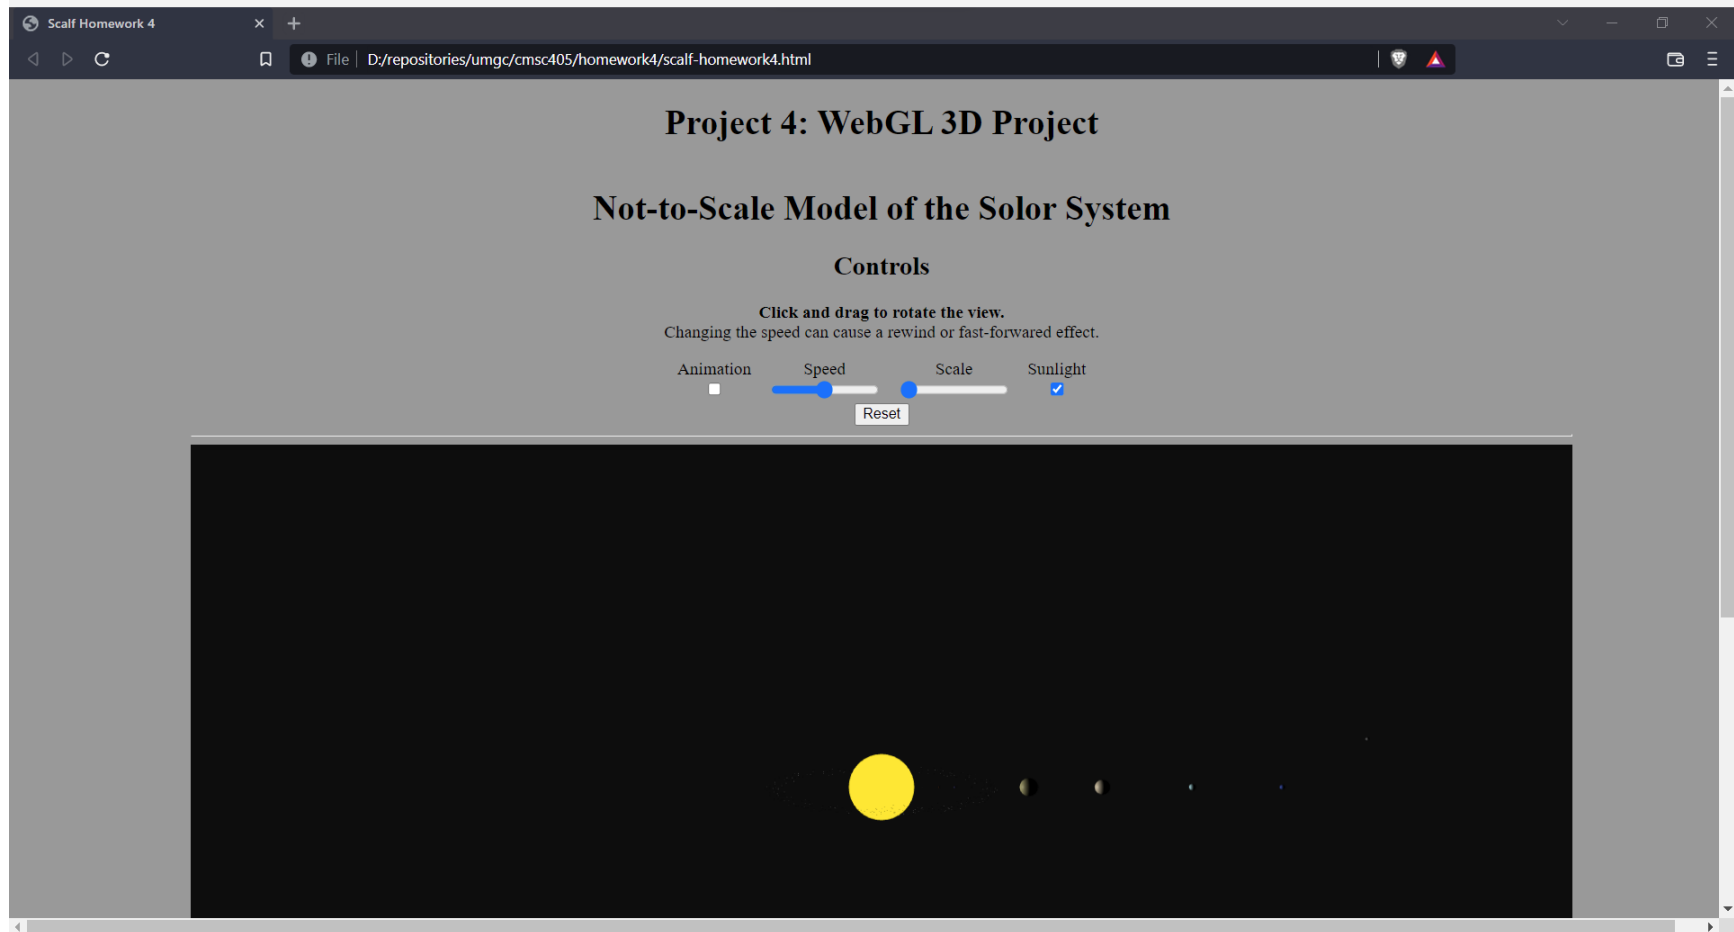 Scalf Homework 4
File D:/repositories/umgc/cmsc405/homework4/scalf-homework4.html
Project 4: WebGL 3D Project
Not-to-Scale Model of the Solor System
Controls
Click and drag to rotate the view.
Changing the speed can cause a rewind or fast-forwared effect.
Animation Speed Scale Sunlight
Reset